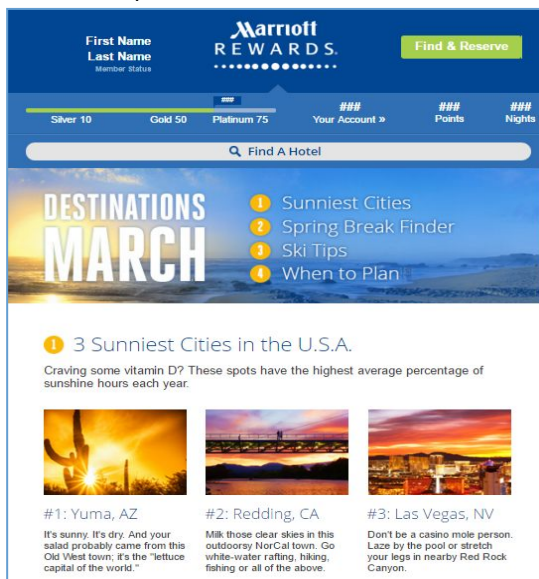 First Name
Last Name
Member Status
Marriott
REWARDS.
Find & Reserve
###
Silver 10
Gold 50
Platinum 75
###
Your Account »
###
Points
###
Nights
Find A Hotel
DESTINATIONS
MARCH
1 Sunniest Cities
2 Spring Break Finder
3 Ski Tips
4 When to Plan
1 3 Sunniest Cities in the U.S.A.
Craving some vitamin D? These spots have the highest average percentage of
sunshine hours each year.
#1: Yuma, AZ
It's sunny. It's dry. And your
salad probably came from this
Old West town; it's the "lettuce
capital of the world."
#2: Redding, CA
Milk those clear skies in this
outdoorsy NorCal town. Go
white-water rafting, hiking,
fishing or all of the above.
#3: Las Vegas, NV
Don't be a casino mole person.
Laze by the pool or stretch
your legs in nearby Red Rock
Canyon.